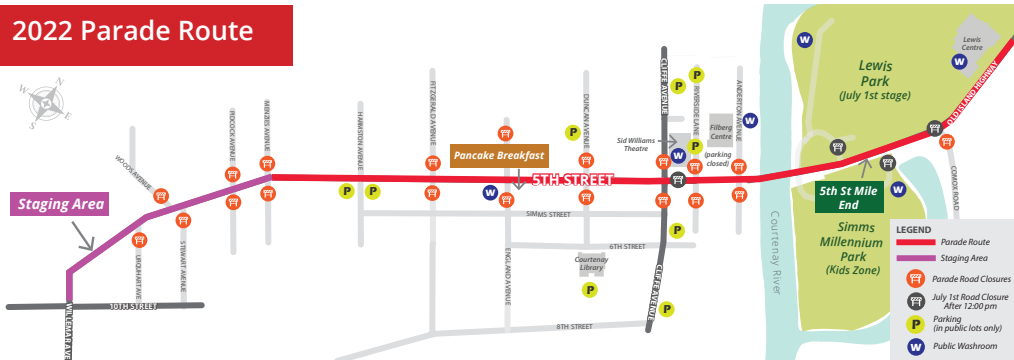 2022 Parade Route
N
W
E
S
Staging Area
WOODS AVENUE
URQUHART AVE
STEWART AVENUE
10TH STREET
WILLEMAR AVE
PIDCOCK AVENUE
MENZIES AVENUE
HARMSTON AVENUE
FITZGERALD AVENUE
Pancake Breakfast
5TH STREET
ENGLAND AVENUE
DUNCAN AVENUE
SIMMS STREET
6TH STREET
8TH STREET
Courtenay
Library
CLIFFE AVENUE
CLIFFE AVENUE
RIVERSIDE LANE
ANDERTON AVENUE
Sid Williams
Theatre
Filberg
Centre
(parking
closed)
Courtenay River
Lewis
Park
(July 1st stage)
Lewis
Centre
OLD ISLAND HIGHWAY
COMOX ROAD
5th St Mile
End
Simms
Millennium
Park
(Kids Zone)
P
P
P
P
P
P
P
P
P
W
W
W
W
W
W
LEGEND
Parade Route
Staging Area
Parade Road Closures
July 1st Road Closure
After 12:00 pm
P Parking
(in public lots only)
W Public Washroom